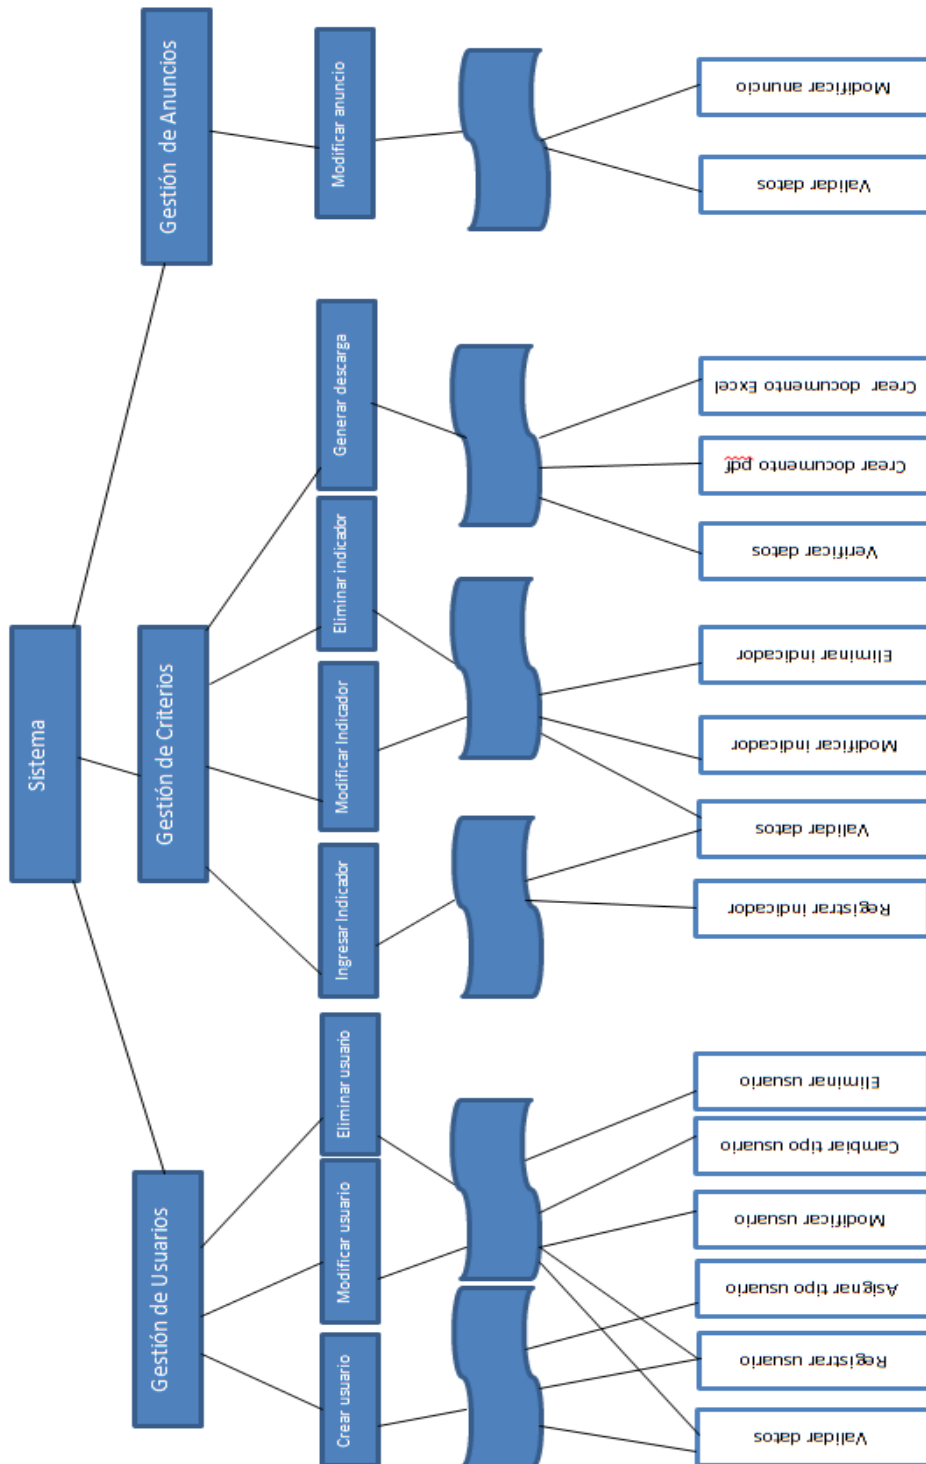 Sistema
Gestión de Usuarios
Gestión de Criterios
Gestión de Anuncios
Crear usuario
Modificar usuario
Eliminar usuario
Ingresar Indicador
Modificar Indicador
Eliminar indicador
Generar descarga
Modificar anuncio
Validar datos
Registrar usuario
Asignar tipo usuario
Modificar usuario
Cambiar tipo usuario
Eliminar usuario
Registrar indicador
Validar datos
Modificar indicador
Eliminar indicador
Verificar datos
Crear documento pdf
Crear documento Excel
Validar datos
Modificar anuncio